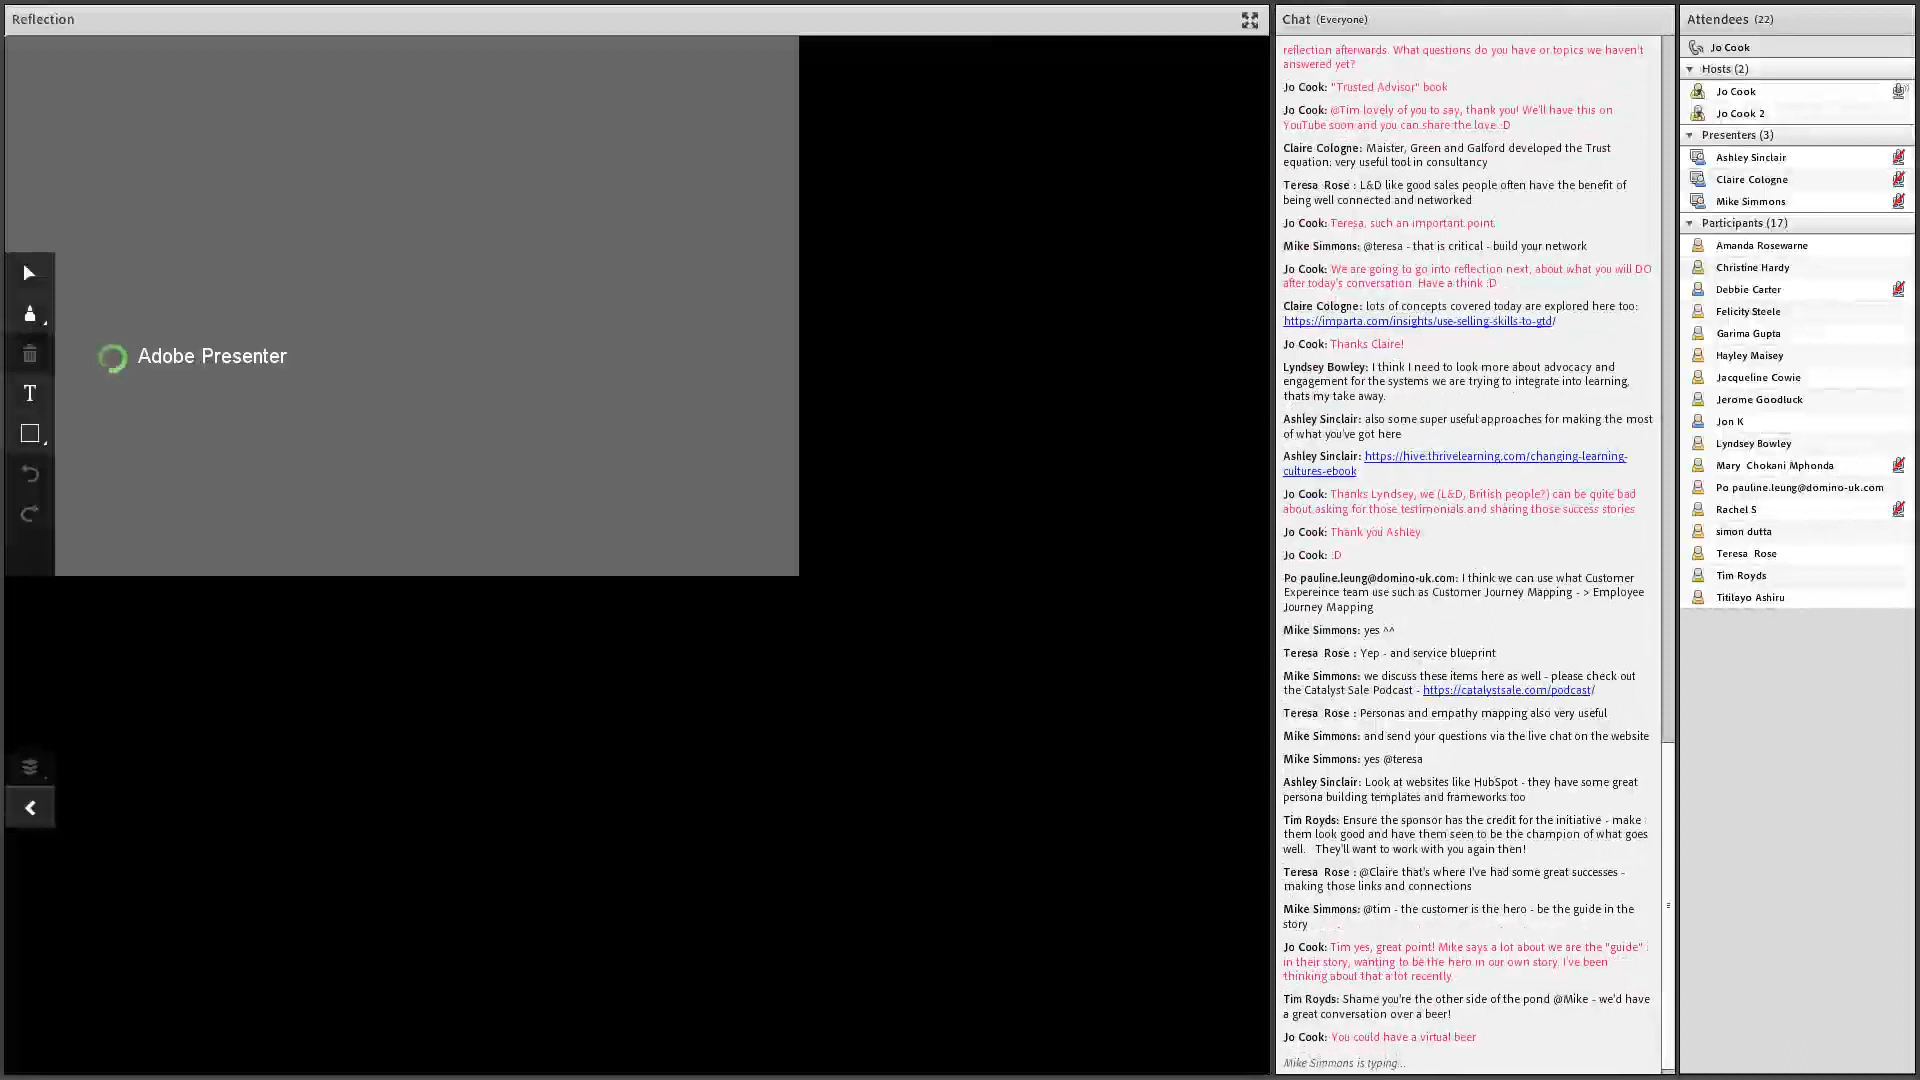 Reflection
Adobe Presenter
T
Chat (Everyone)
reflection afterwards. What questions do you have or topics we haven't
answered yet?
Jo Cook: "Trusted Advisor" book
Jo Cook: @Tim lovely of you to say, thank you! We'll have this on
YouTube soon and you can share the love :D
Claire Cologne: Maister, Green and Galford developed the Trust
equation: very useful tool in consultancy
Teresa Rose : L&D like good sales people often have the benefit of
being well connected and networked
Jo Cook: Teresa, such an important point.
Mike Simmons: @teresa - that is critical - build your network
Jo Cook: We are going to go into reflection next, about what you will DO
after today's conversation. Have a think :D
Claire Cologne: lots of concepts covered today are explored here too:
https://imparta.com/insights/use-selling-skills-to-gtd/
Jo Cook: Thanks Claire!
Lyndsey Bowley: I think I need to look more about advocacy and
engagement for the systems we are trying to integrate into learning,
thats my take away.
Ashley Sinclair: also some super useful approaches for making the most
of what you've got here
Ashley Sinclair: https://hive.thrivelearning.com/changing-learning-
cultures-ebook
Jo Cook: Thanks Lyndsey, we (L&D, British people?) can be quite bad
about asking for those testimonials and sharing those success stories
Jo Cook: Thank you Ashley
Jo Cook: :D
Po pauline.leung@domino-uk.com: I think we can use what Customer
Expereince team use such as Customer Journey Mapping - > Employee
Journey Mapping
Mike Simmons: yes ^^
Teresa Rose : Yep - and service blueprint
Mike Simmons: we discuss these items here as well - please check out
the Catalyst Sale Podcast - https://catalystsale.com/podcast/
Teresa Rose : Personas and empathy mapping also very useful
Mike Simmons: and send your questions via the live chat on the website
Mike Simmons: yes @teresa
Ashley Sinclair: Look at websites like HubSpot - they have some great
persona building templates and frameworks too
Tim Royds: Ensure the sponsor has the credit for the initiative - make
them look good and have them seen to be the champion of what goes
well. They'll want to work with you again then!
Teresa Rose : @Claire that's where I've had some great successes -
making those links and connections
Mike Simmons: @tim - the customer is the hero - be the guide in the
story
Jo Cook: Tim yes, great point! Mike says a lot about we are the "guide"
in their story, wanting to be the hero in our own story. I've been
thinking about that a lot recently
Tim Royds: Shame you're the other side of the pond @Mike - we'd have
a great conversation over a beer!
Jo Cook: You could have a virtual beer
Mike Simmons is typing...
Attendees (22)
Jo Cook
Hosts (2)
Jo Cook
Jo Cook 2
Presenters (3)
Ashley Sinclair
Claire Cologne
Mike Simmons
Participants (17)
Amanda Rosewarne
Christine Hardy
Debbie Carter
Felicity Steele
Garima Gupta
Hayley Maisey
Jacqueline Cowie
Jerome Goodluck
Jon K
Lyndsey Bowley
Mary Chokani Mphonda
Po pauline.leung@domino-uk.com
Rachel S
simon dutta
Teresa Rose
Tim Royds
Titilayo Ashiru